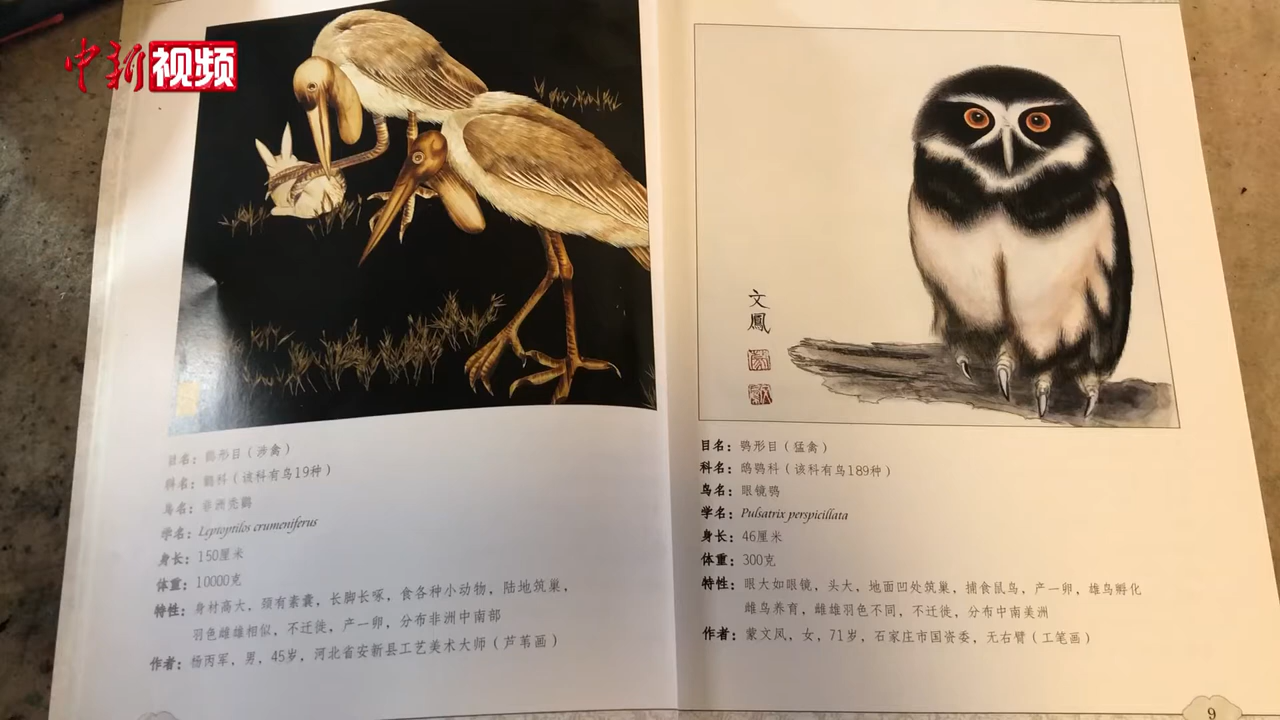 中新视频
目名：鹳形目（涉禽）
科名：鹳科（该科有鸟19种）
鸟名：非洲秃鹳
学名：Leptoptilos crumeniferus
身长：150厘米
体重：10000克
特性：身材高大，颈有素囊，长脚长喙，食各种小动物，陆地筑巢，
羽色雌雄相似，不迁徙，产一卵，分布非洲中南部
作者：杨丙军，男，45岁，河北省安新县工艺美术大师（芦苇画）
文
鳳
目名：鸮形目（猛禽）
科名：鸱鸮科（该科有鸟189种）
鸟名：眼镜鸮
学名：Pulsatrix perspicillata
身长：46厘米
体重：300克
特性：眼大如眼镜，头大，地面凹处筑巢，捕食鼠鸟，产一卵，雄鸟孵化
雌鸟养育，雌雄羽色不同，不迁徙，分布中南美洲
作者：蒙文凤，女，71岁，石家庄市国资委，无右臂（工笔画）
9